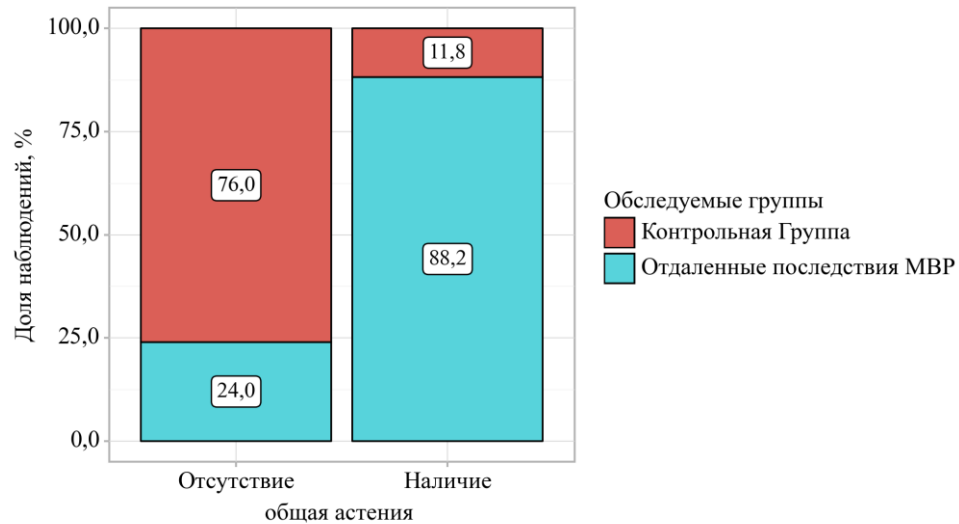 Доля наблюдений, %
100,0
75,0
50,0
25,0
0,0
76,0
24,0
11,8
88,2
Отсутствие
Наличие
общая астения
Обследуемые группы
Контрольная Группа
Отдаленные последствия МВР